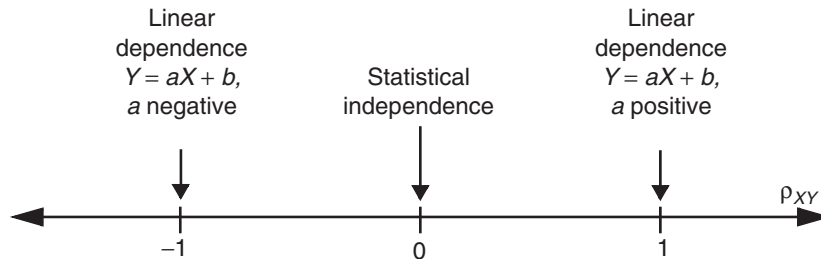 Linear
dependence
Y = aX + b,
a negative
Statistical
independence
Linear
dependence
Y = aX + b,
a positive
ρXY
−1
0
1